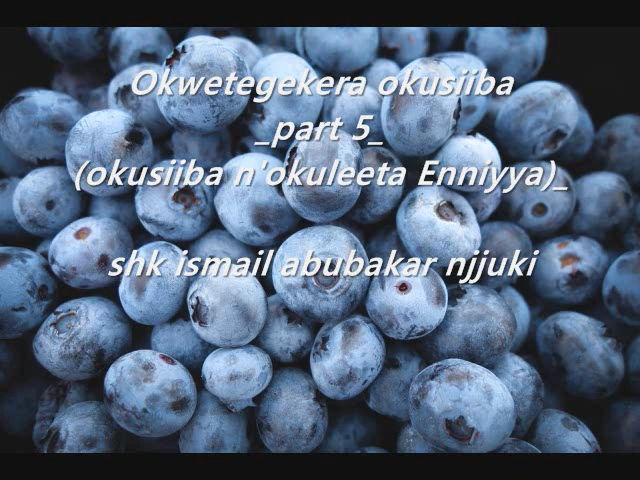 Okwetegekera okusiiba
_part 5_
(okusiiba n'okuleeta Enniyya)_
shk ismail abubakar njjuki